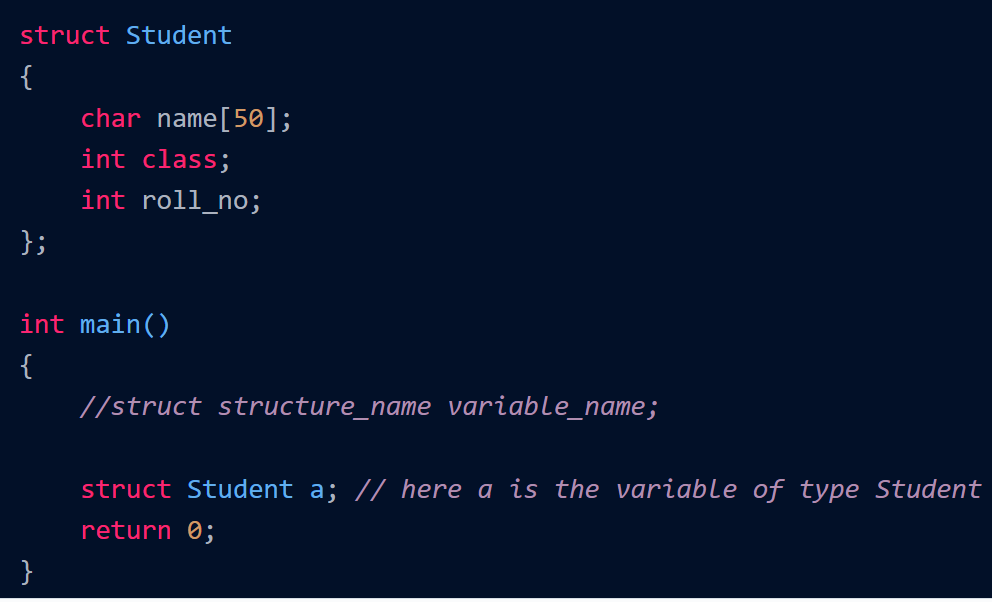 struct Student
{
    char name[50];
    int class;
    int roll_no;
};

int main()
{
    //struct structure_name variable_name;

    struct Student a; // here a is the variable of type Student
    return 0;
}